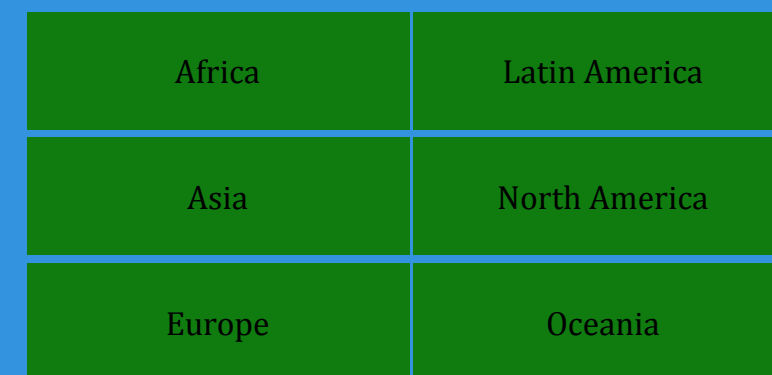 Africa
Latin America
Asia
North America
Europe
Oceania